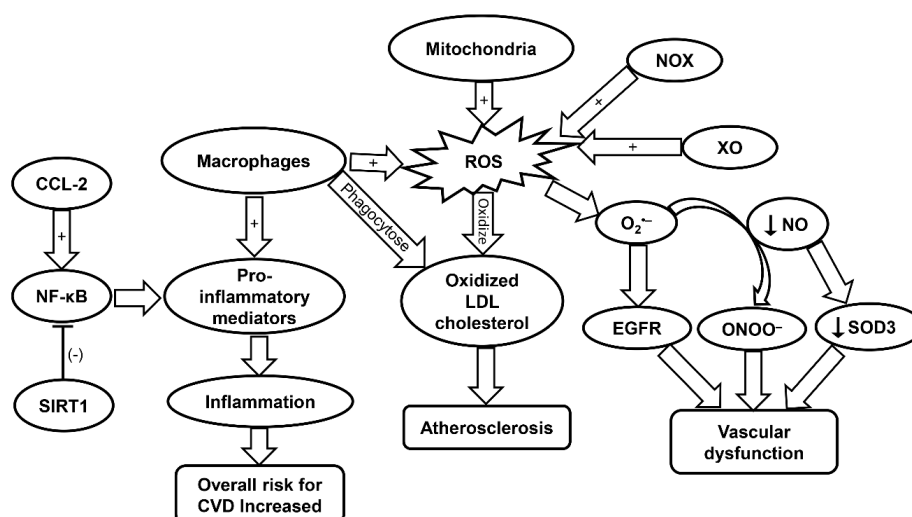 Mitochondria
NOX
+
+
Macrophages
+
ROS
+
XO
CCL-2
Phagocytose
Oxidize
O₂•−
↓ NO
+
+
NF-κB
Pro-
inflammatory
mediators
Oxidized
LDL
cholesterol
EGFR
ONOO⁻
↓SOD3
(-)
SIRT1
Inflammation
Atherosclerosis
Vascular
dysfunction
Overall risk for
CVD Increased